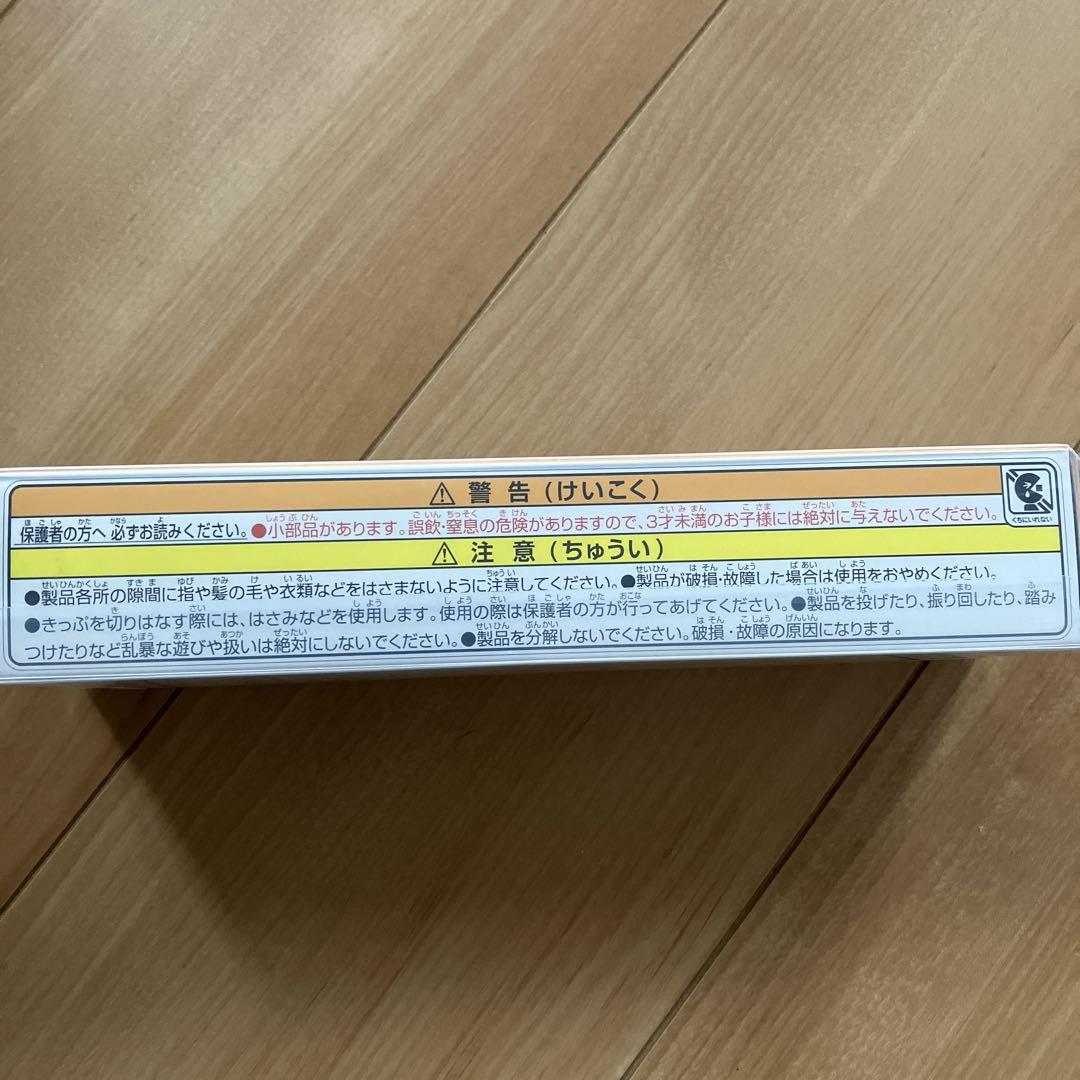 ⚠ 警告(けいこく)
保護者の方へ 必ずお読みください。●小部品があります。誤飲・窒息の危険がありますので、3才未満のお子様には絶対に与えないでください。
くちにいれない
⚠ 注意(ちゅうい)
●製品各所の隙間に指や髪の毛や衣類などをはさまないように注意してください。●製品が破損・故障した場合は使用をおやめください。
●きっぷを切りはなす際には、はさみなどを使用します。使用の際は保護者の方が行ってあげてください。●製品を投げたり、振り回したり、踏み
つけたりなど乱暴な遊びや扱いは絶対にしないでください。●製品を分解しないでください。破損・故障の原因になります。